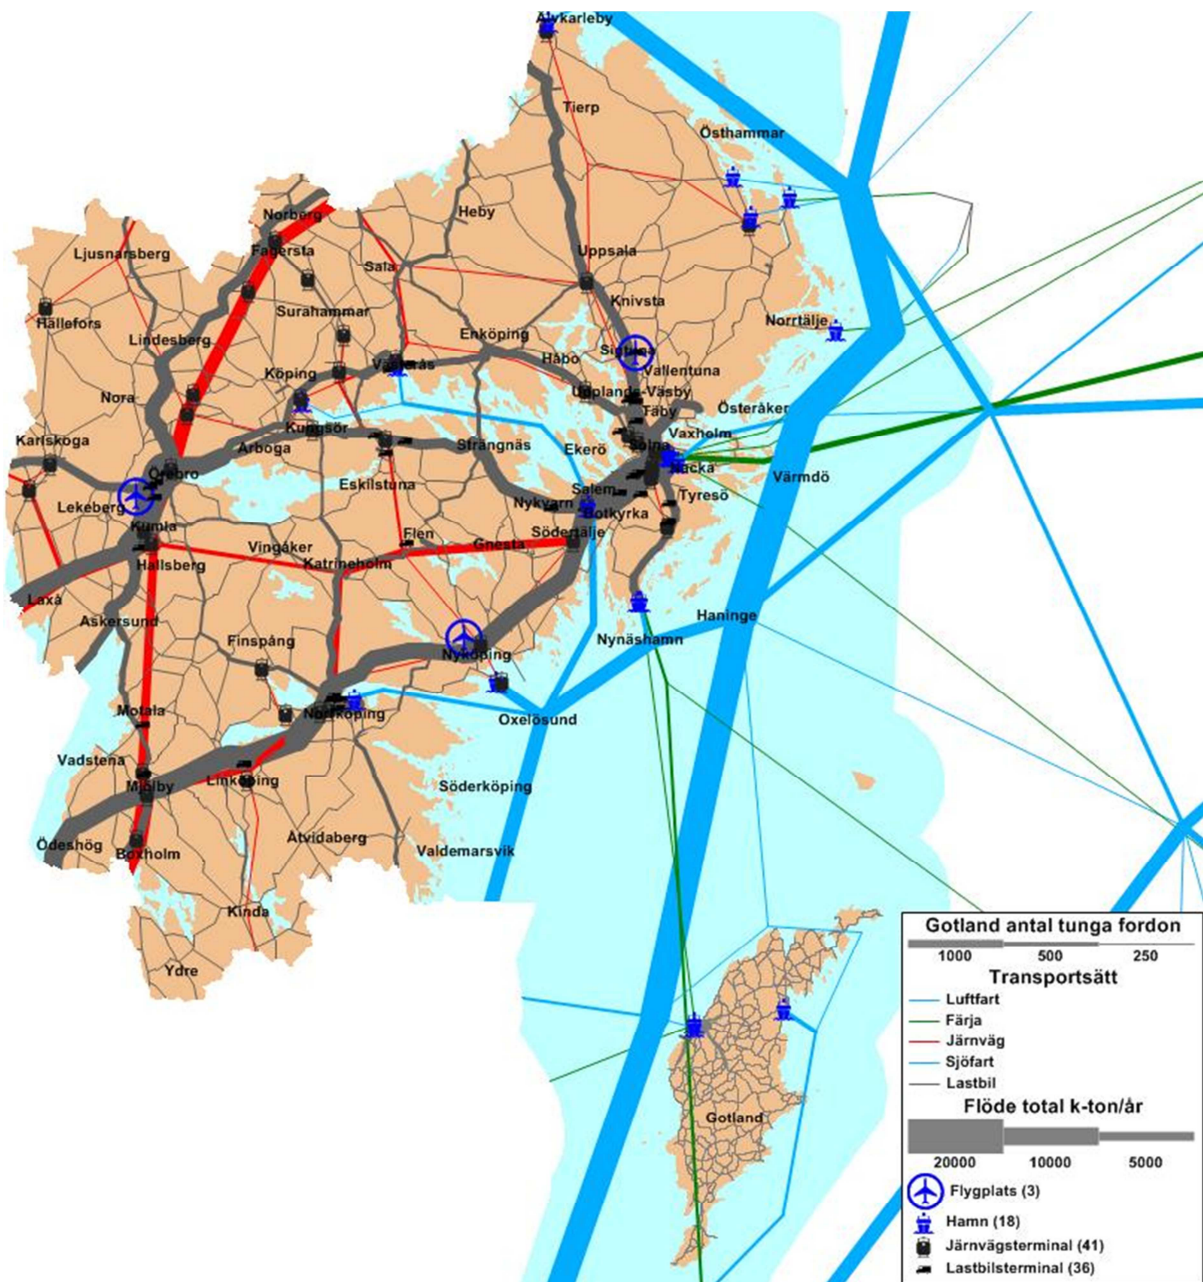 Älvkarleby
Tierp
Östhammar
Norberg
Heby
Ljusnarsberg
Fagersta
Sala
Uppsala
Knivsta
Surahammar
Hällefors
Norrtälje
Lindesberg
Enköping
Håbo
Sigtuna
Västerås
Vallentuna
Köping
Upplands-Väsby
Nora
Täby
Österåker
Karlskoga
Kungsör
Vaxholm
Arboga
Strängnäs
Ekerö
Solna
Nacka
Örebro
Värmdö
Eskilstuna
Salem
Tyresö
Lekeberg
Nykvarn
Botkyrka
Kumla
Flen
Södertälje
Vingåker
Gnesta
Hallsberg
Katrineholm
Laxå
Haninge
Askersund
Finspång
Nynäshamn
Nyköping
Motala
Norrköping
Oxelösund
Vadstena
Linköping
Söderköping
Mjölby
Ödeshög
Åtvidaberg
Boxholm
Valdemarsvik
Kinda
Ydre
Gotland
Gotland antal tunga fordon
1000 500 250
Transportsätt
Luftfart
Färja
Järnväg
Sjöfart
Lastbil
Flöde total k-ton/år
20000 10000 5000
Flygplats (3)
Hamn (18)
Järnvägsterminal (41)
Lastbilsterminal (36)